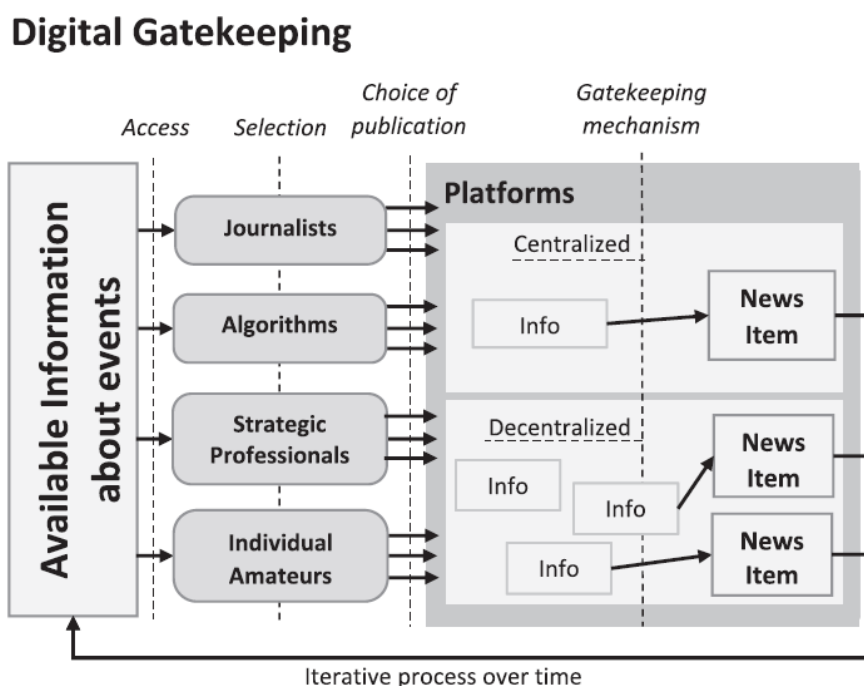 Digital Gatekeeping
Access
Selection
Choice of
publication
Gatekeeping
mechanism
Available Information
about events
Journalists
Algorithms
Strategic
Professionals
Individual
Amateurs
Platforms
Centralized
Info
News
Item
Decentralized
Info
Info
News
Item
Info
News
Item
Iterative process over time